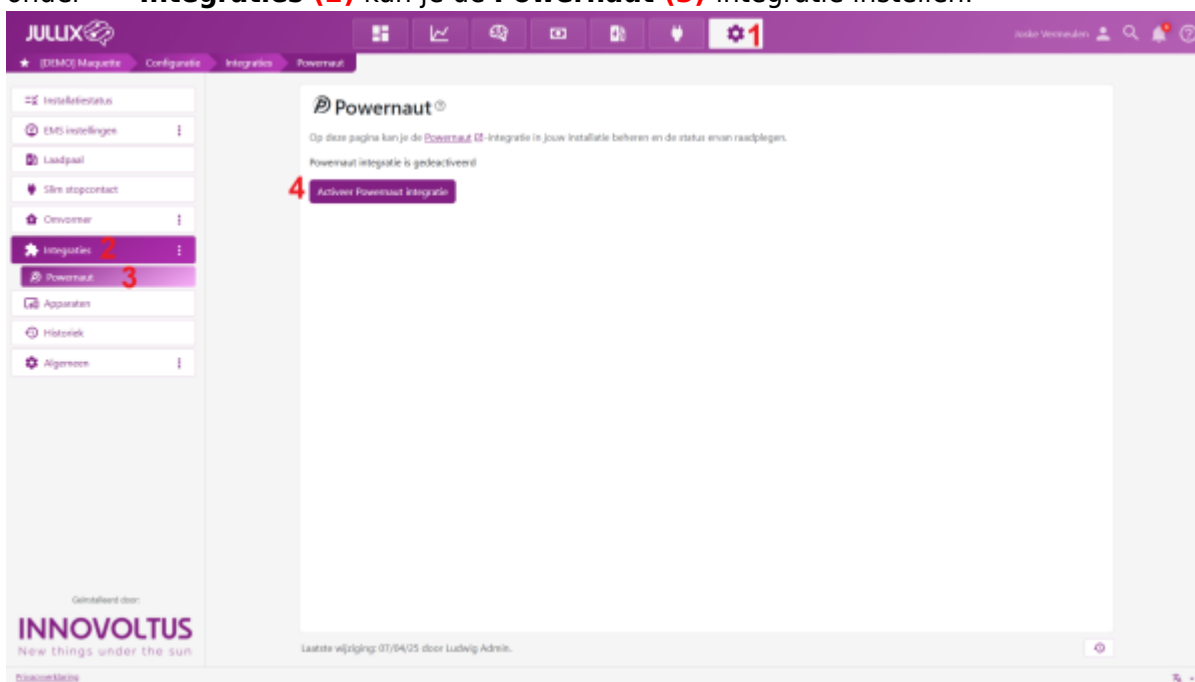 onder Integraties (2) kan je de Powernaut (3) integratie instellen.
JULLIX
1
Joske Vermeulen
[DEMO] Maquette Configuratie Integraties Powernaut
Installatiestatus
EMS instellingen
Laadpaal
Slim stopcontact
Omvormer
Integraties 2
Powernaut 3
Apparaten
Historiek
Algemeen
Powernaut
Op deze pagina kan je de Powernaut-integratie in jouw installatie beheren en de status ervan raadplegen.
Powernaut integratie is gedeactiveerd
4 Activeer Powernaut integratie
Geïnstalleerd door:
INNOVOLTUS
New things under the sun
Laatste wijziging: 07/04/25 door Ludwig Admin.
Privacyverklaring